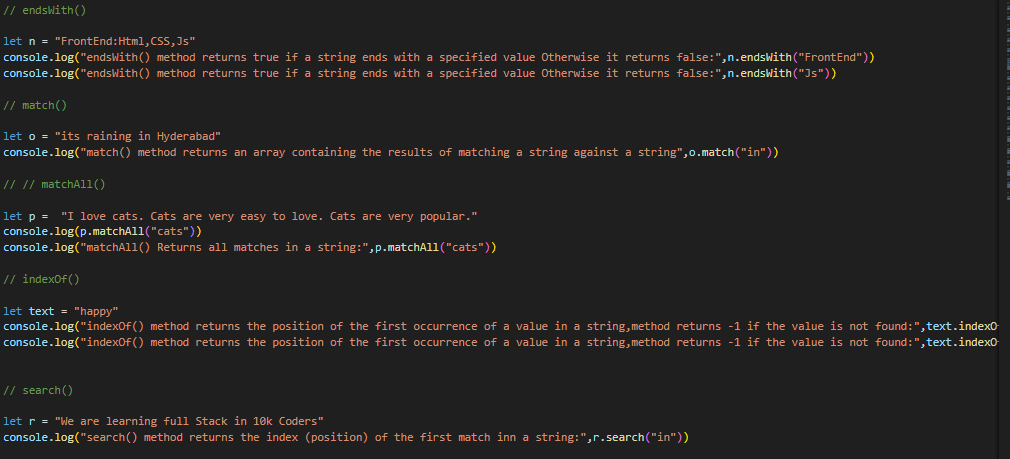 // endsWith()
let n = "FrontEnd:Html,CSS,Js"
console.log("endsWith() method returns true if a string ends with a specified value Otherwise it returns false:",n.endsWith("FrontEnd"))
console.log("endsWith() method returns true if a string ends with a specified value Otherwise it returns false:",n.endsWith("Js"))
// match()
let o = "its raining in Hyderabad"
console.log("match() method returns an array containing the results of matching a string against a string",o.match("in"))
// // matchAll()
let p =  "I love cats. Cats are very easy to love. Cats are very popular."
console.log(p.matchAll("cats"))
console.log("matchAll() Returns all matches in a string:",p.matchAll("cats"))
// indexOf()
let text = "happy"
console.log("indexOf() method returns the position of the first occurrence of a value in a string,method returns -1 if the value is not found:",text.indexO
console.log("indexOf() method returns the position of the first occurrence of a value in a string,method returns -1 if the value is not found:",text.indexO
// search()
let r = "We are learning full Stack in 10k Coders"
console.log("search() method returns the index (position) of the first match inn a string:",r.search("in"))